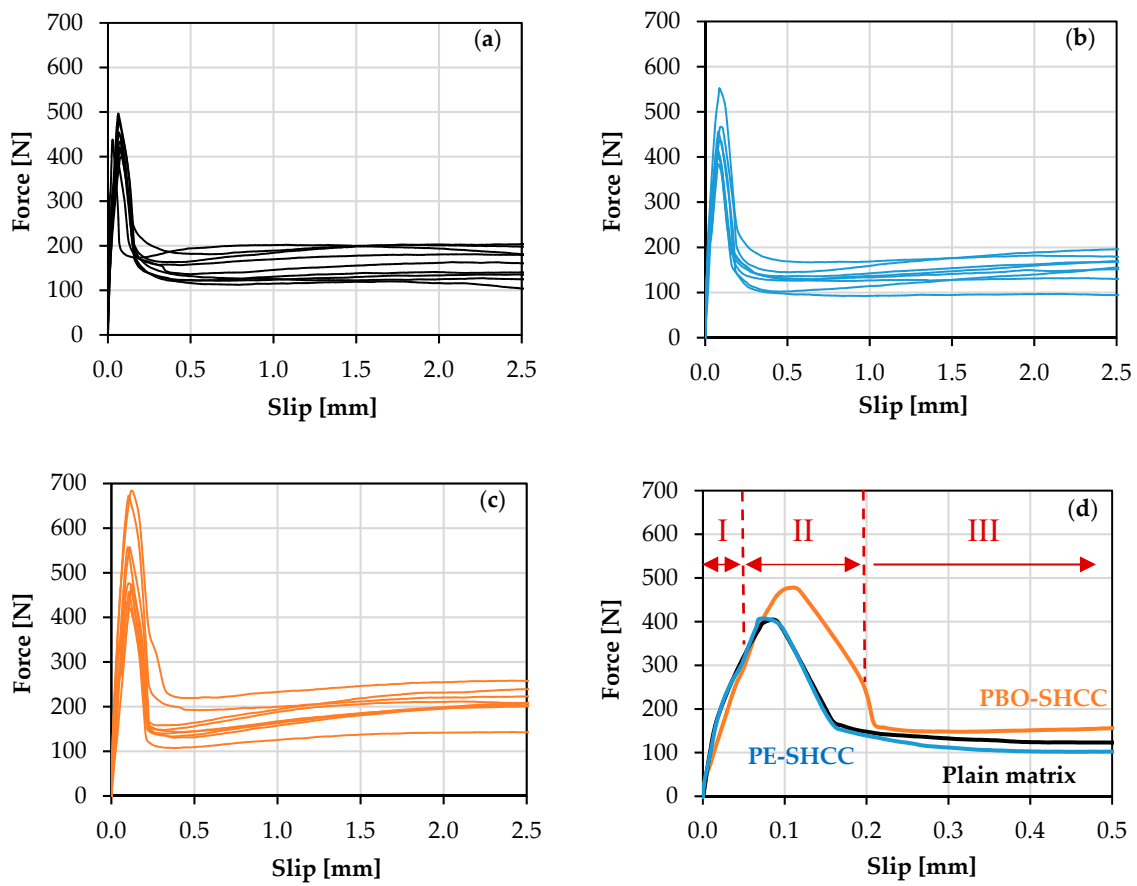 (a)
700
600
500
400
300
200
100
0
Force [N]
0.0 0.5 1.0 1.5 2.0 2.5
Slip [mm]
(b)
700
600
500
400
300
200
100
0
Force [N]
0.0 0.5 1.0 1.5 2.0 2.5
Slip [mm]
(c)
700
600
500
400
300
200
100
0
Force [N]
0.0 0.5 1.0 1.5 2.0 2.5
Slip [mm]
(d)
700
600
500
400
300
200
100
0
Force [N]
I II III
PBO-SHCC
PE-SHCC
Plain matrix
0.0 0.1 0.2 0.3 0.4 0.5
Slip [mm]